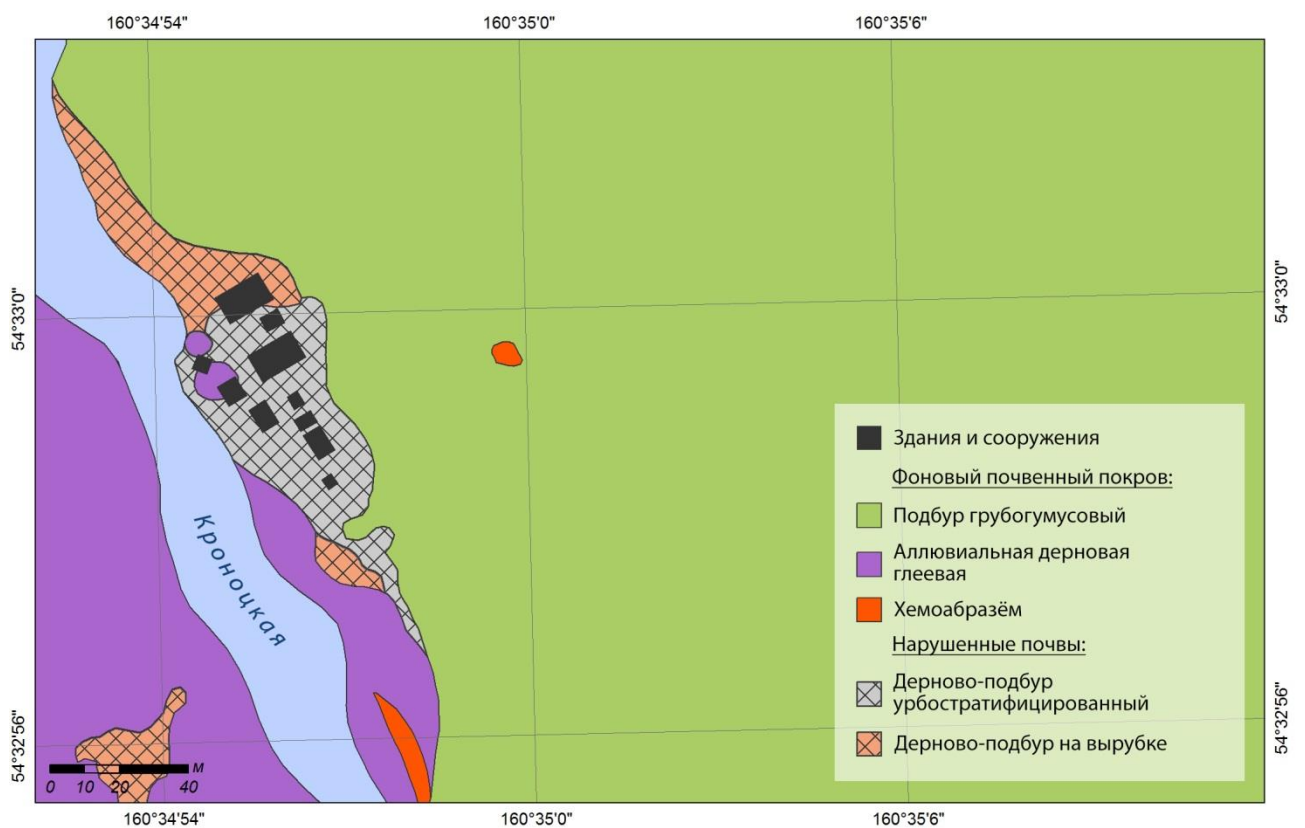 160°34'54" 160°35'0" 160°35'6"
54°33'0" 54°33'0"
Здания и сооружения
Фоновый почвенный покров:
Подбур грубогумусовый
Аллювиальная дерновая
глеевая
Хемоабразём
Нарушенные почвы:
Дерново-подбур
урбостратифицированный
Дерново-подбур на вырубке
Кроноцкая
54°32'56" 54°32'56"
М
0 10 20 40
160°34'54" 160°35'0" 160°35'6"